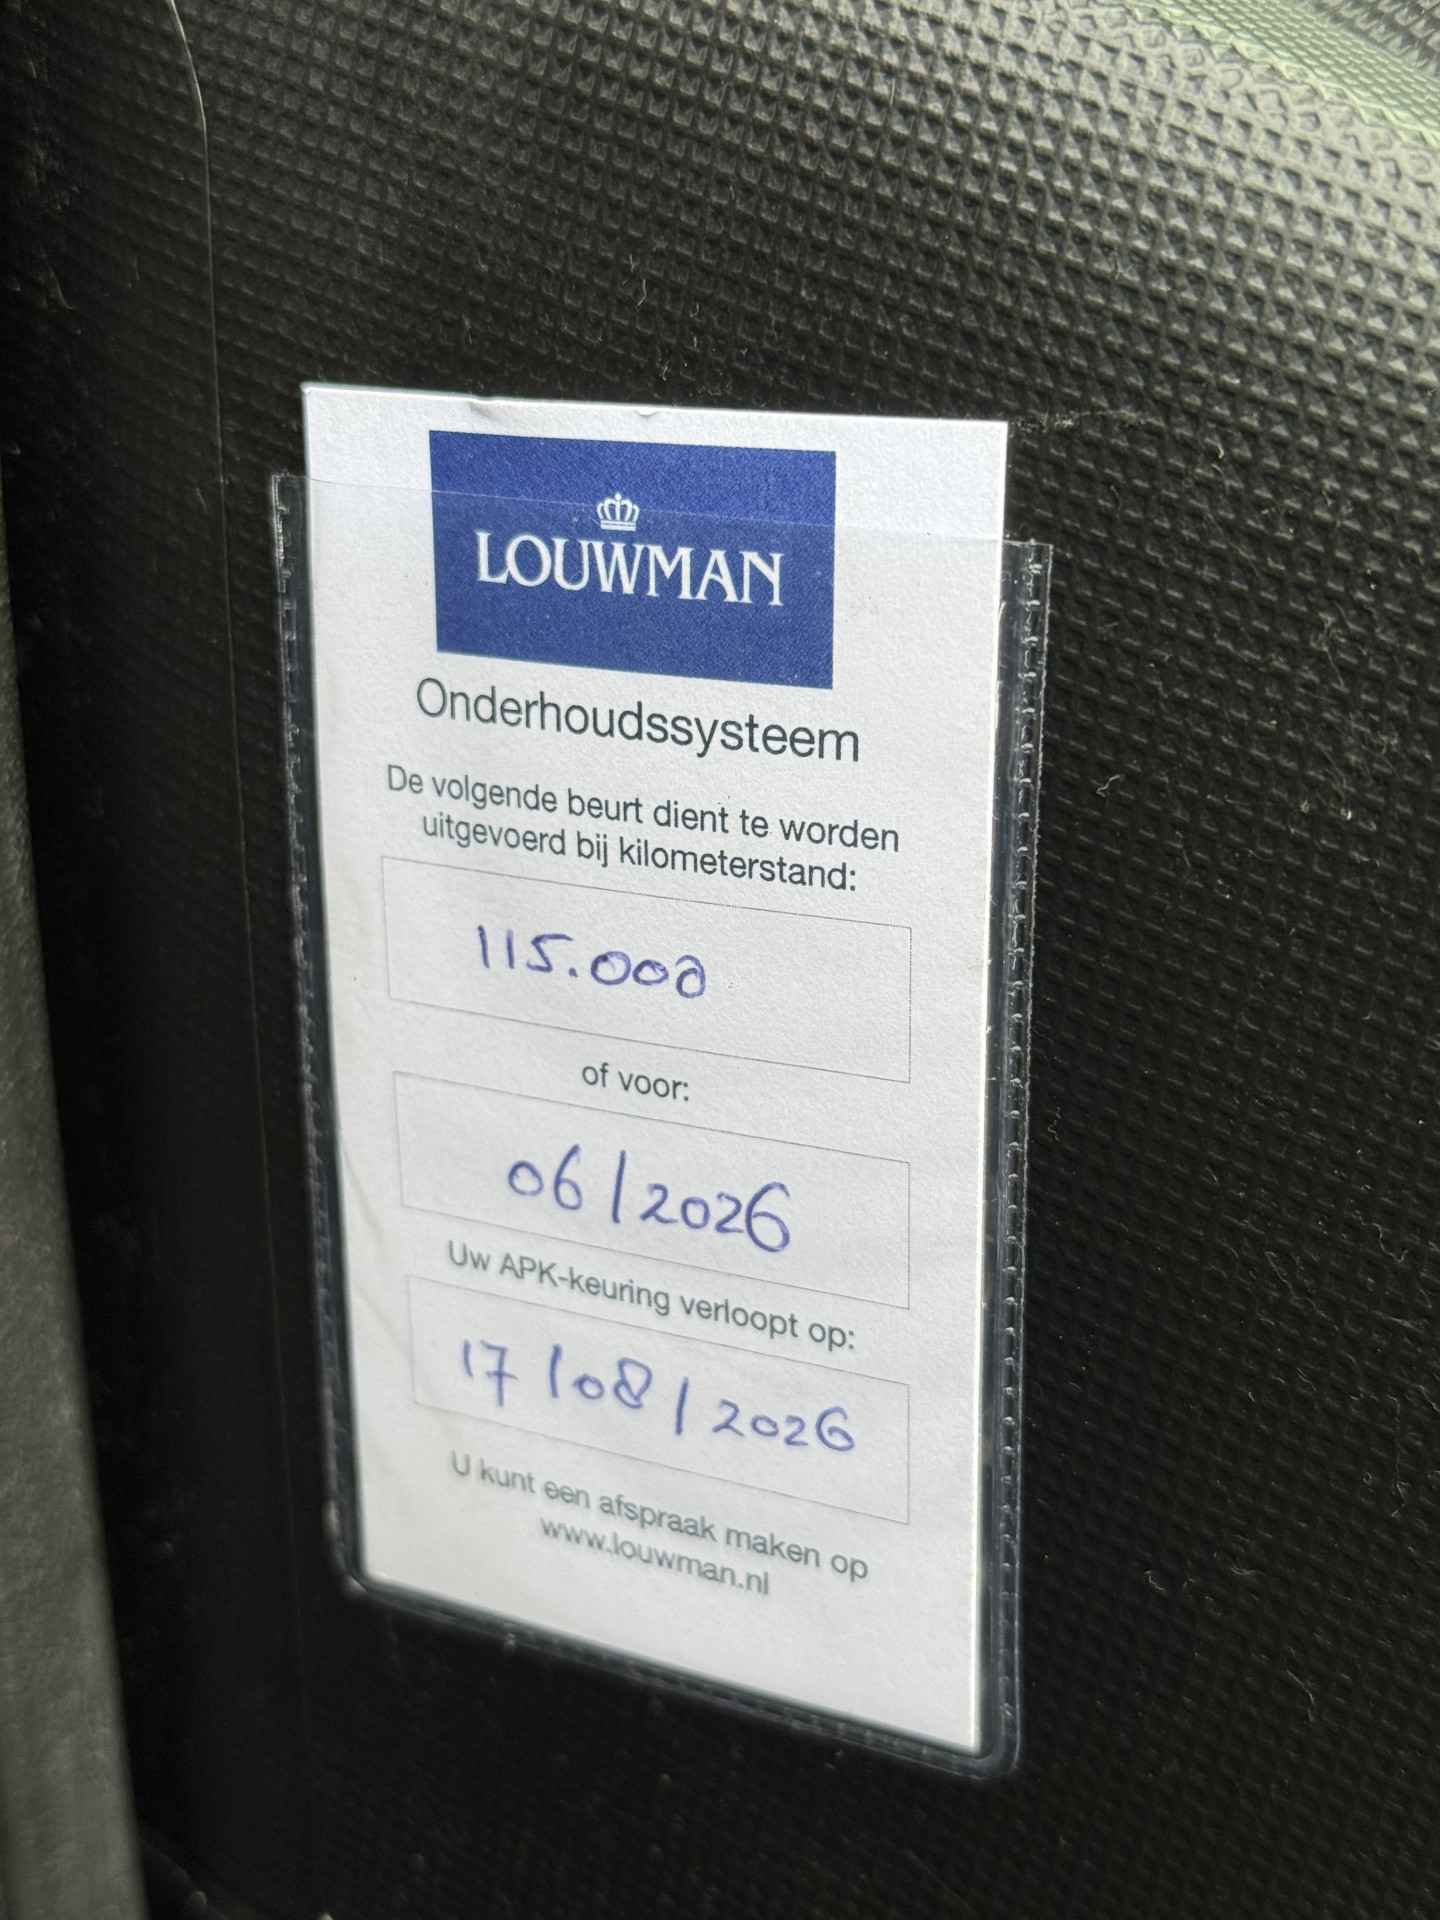 LOUWMAN
Onderhoudssysteem
De volgende beurt dient te worden
uitgevoerd bij kilometerstand:
115.000
of voor:
06/2026
Uw APK-keuring verloopt op:
17/08/2026
U kunt een afspraak maken op
www.louwman.nl